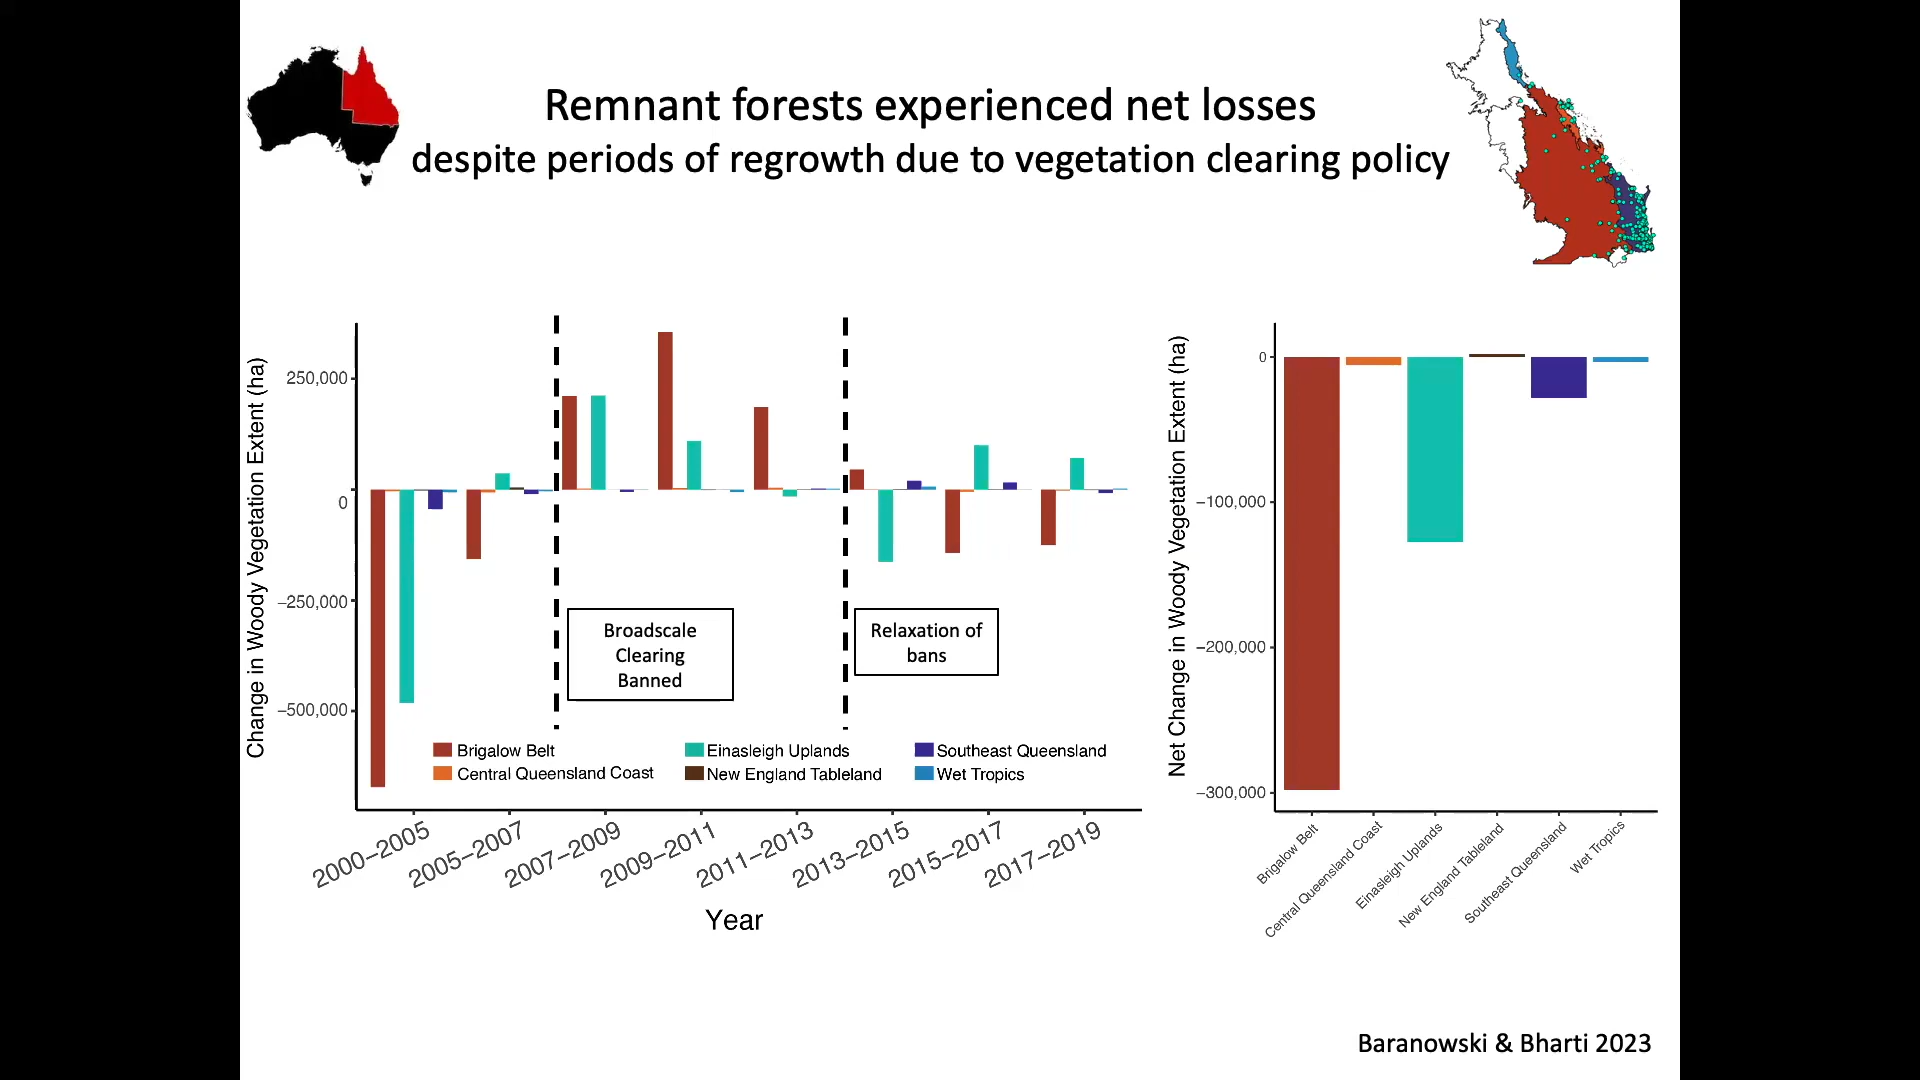 Remnant forests experienced net losses
despite periods of regrowth due to vegetation clearing policy
Change in Woody Vegetation Extent (ha)
250,000
0
−250,000
−500,000
Broadscale
Clearing
Banned
Relaxation of
bans
Brigalow Belt
Central Queensland Coast
Einasleigh Uplands
New England Tableland
Southeast Queensland
Wet Tropics
2000−2005
2005−2007
2007−2009
2009−2011
2011−2013
2013−2015
2015−2017
2017−2019
Year
Net Change in Woody Vegetation Extent (ha)
0
−100,000
−200,000
−300,000
Brigalow Belt
Central Queensland Coast
Einasleigh Uplands
New England Tableland
Southeast Queensland
Wet Tropics
Baranowski & Bharti 2023